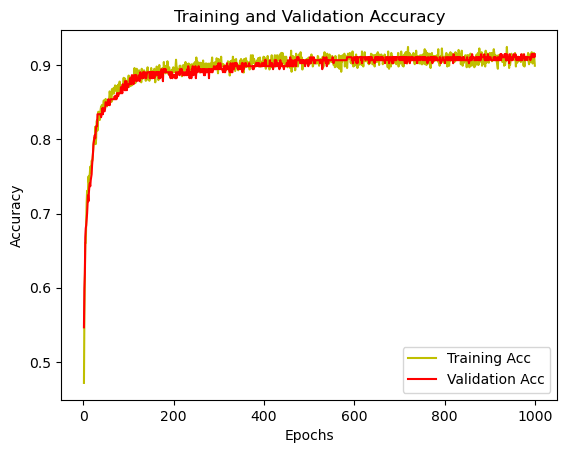 Training and Validation Accuracy
0.9
0.8
0.7
0.6
0.5
Accuracy
Training Acc
Validation Acc
0 200 400 600 800 1000
Epochs